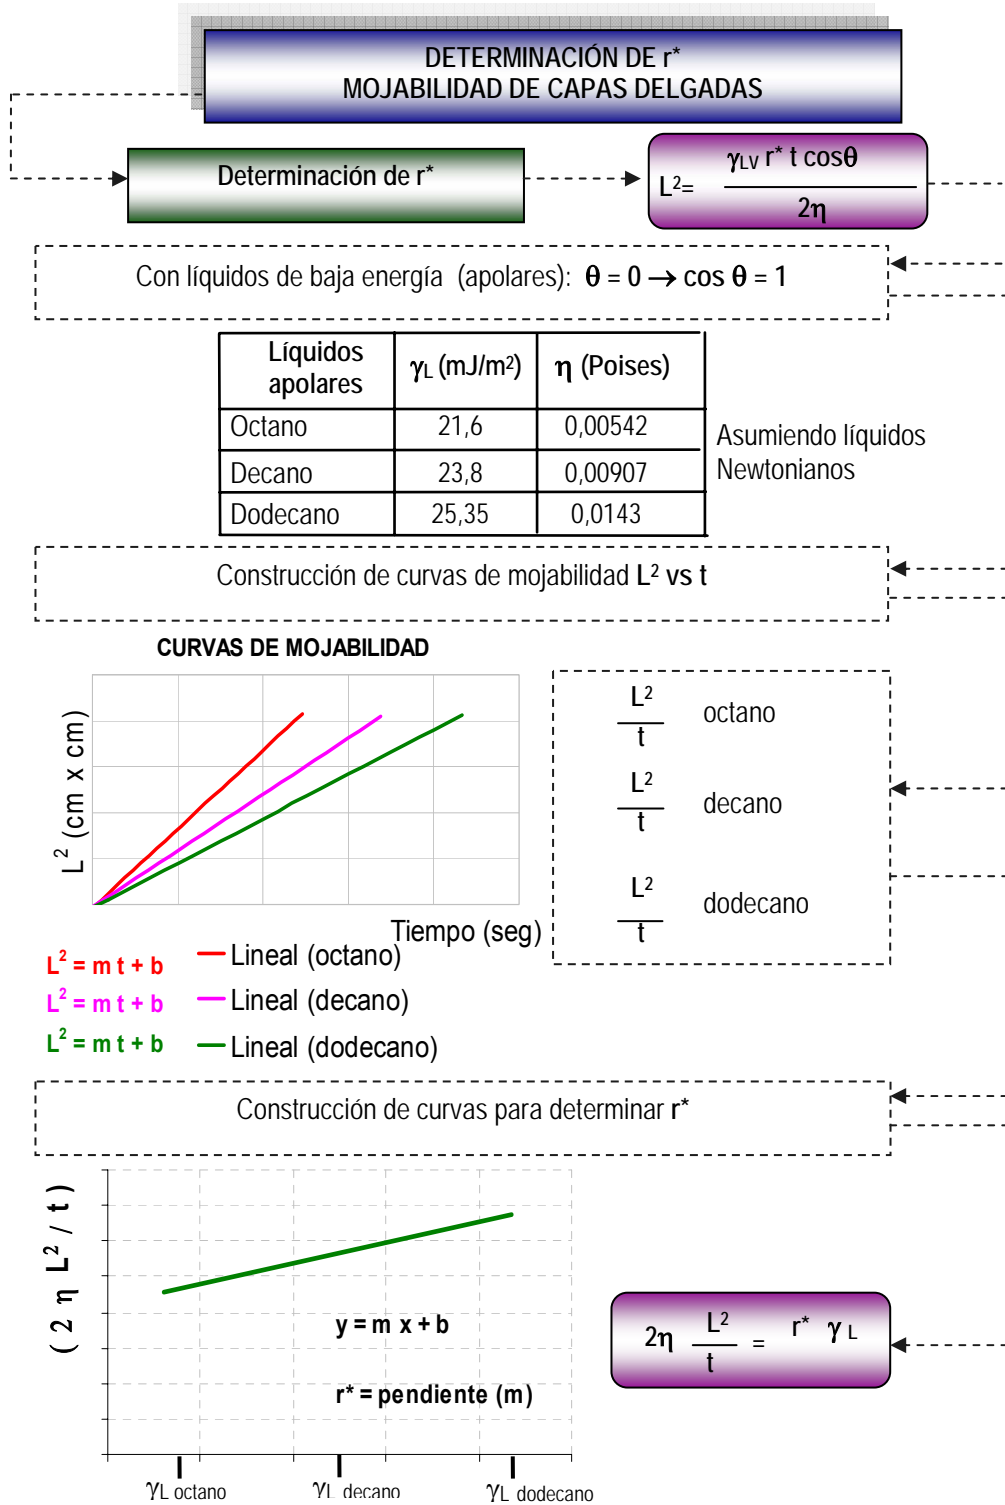 DETERMINACIÓN DE r*
MOJABILIDAD DE CAPAS DELGADAS
Determinación de r*
L²= γLV r* t cosθ / 2η
Con líquidos de baja energía (apolares): θ = 0 → cos θ = 1
Líquidos apolares γL (mJ/m²) η (Poises)
Octano 21,6 0,00542
Decano 23,8 0,00907
Dodecano 25,35 0,0143
Asumiendo líquidos
Newtonianos
Construcción de curvas de mojabilidad L² vs t
CURVAS DE MOJABILIDAD
L² (cm x cm)
Tiempo (seg)
L² / t octano
L² / t decano
L² / t dodecano
L² = m t + b Lineal (octano)
L² = m t + b Lineal (decano)
L² = m t + b Lineal (dodecano)
Construcción de curvas para determinar r*
( 2 η L² / t )
y = m x + b
r* = pendiente (m)
γL octano γL decano γL dodecano
2η L² / t = r* γ L